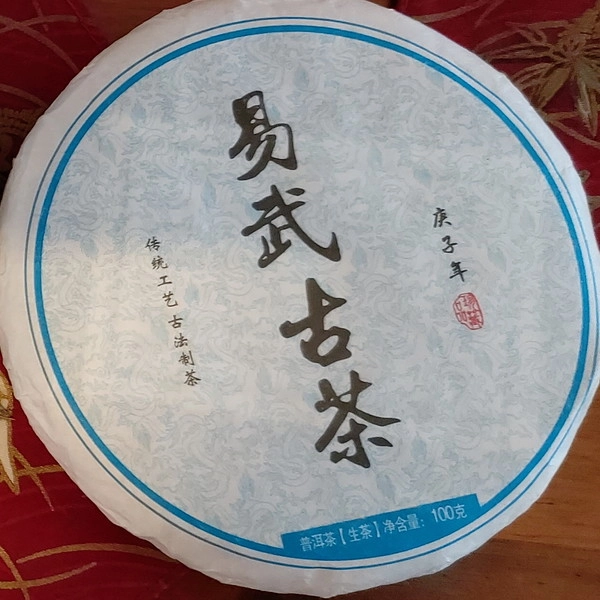 易武古茶
庚子年
传统工艺 古法制茶
普洱茶【生茶】净含量：100克